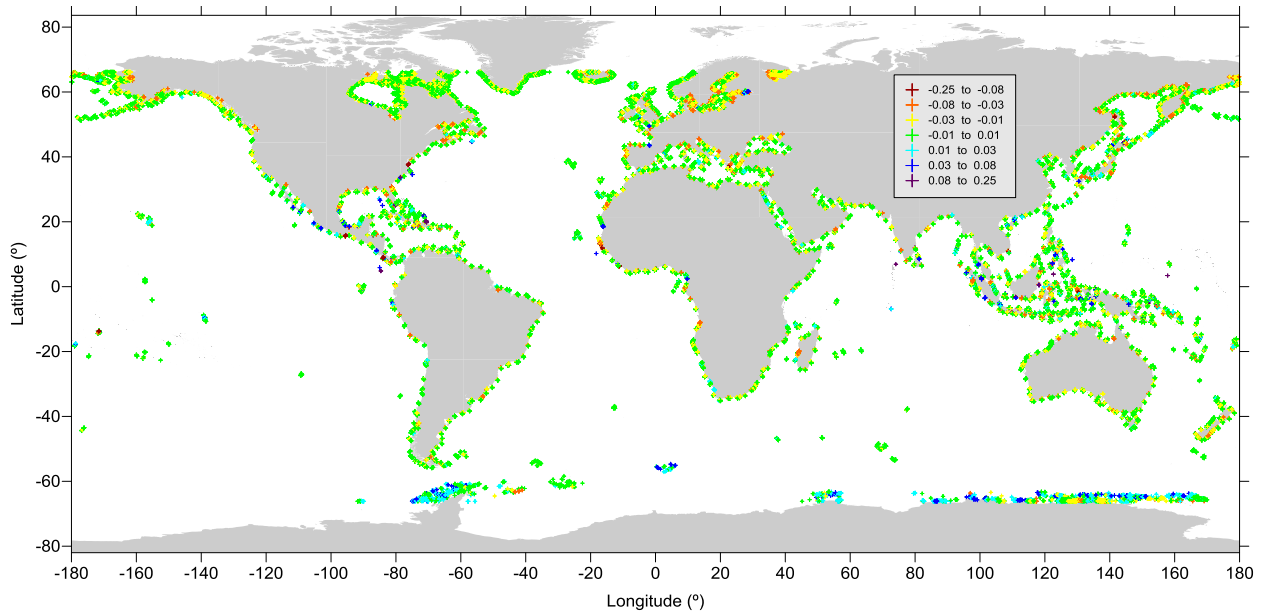 80
60
40
20
0
-20
-40
-60
-80
Latitude (º)
-0.25 to -0.08
-0.08 to -0.03
-0.03 to -0.01
-0.01 to 0.01
0.01 to 0.03
0.03 to 0.08
0.08 to 0.25
-180 -160 -140 -120 -100 -80 -60 -40 -20 0 20 40 60 80 100 120 140 160 180
Longitude (º)